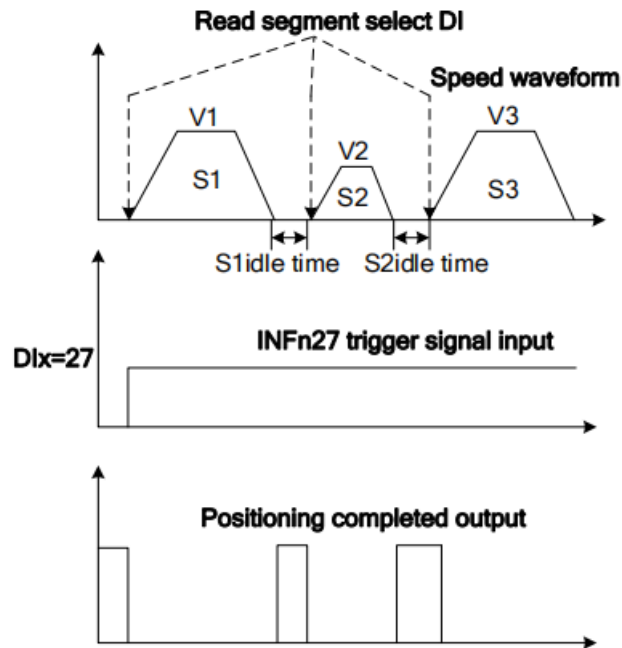 Read segment select DI
Speed waveform
V1
V2
V3
S1
S2
S3
S1idle time
S2idle time
INFn27 trigger signal input
DIx=27
Positioning completed output